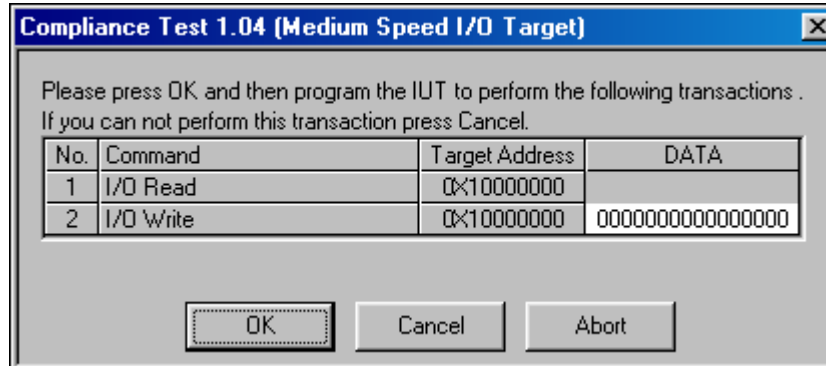 Compliance Test 1.04 (Medium Speed I/O Target)
Please press OK and then program the IUT to perform the following transactions .
If you can not perform this transaction press Cancel.
No. Command Target Address DATA
1 I/O Read 0X10000000
2 I/O Write 0X10000000 0000000000000000
OK Cancel Abort